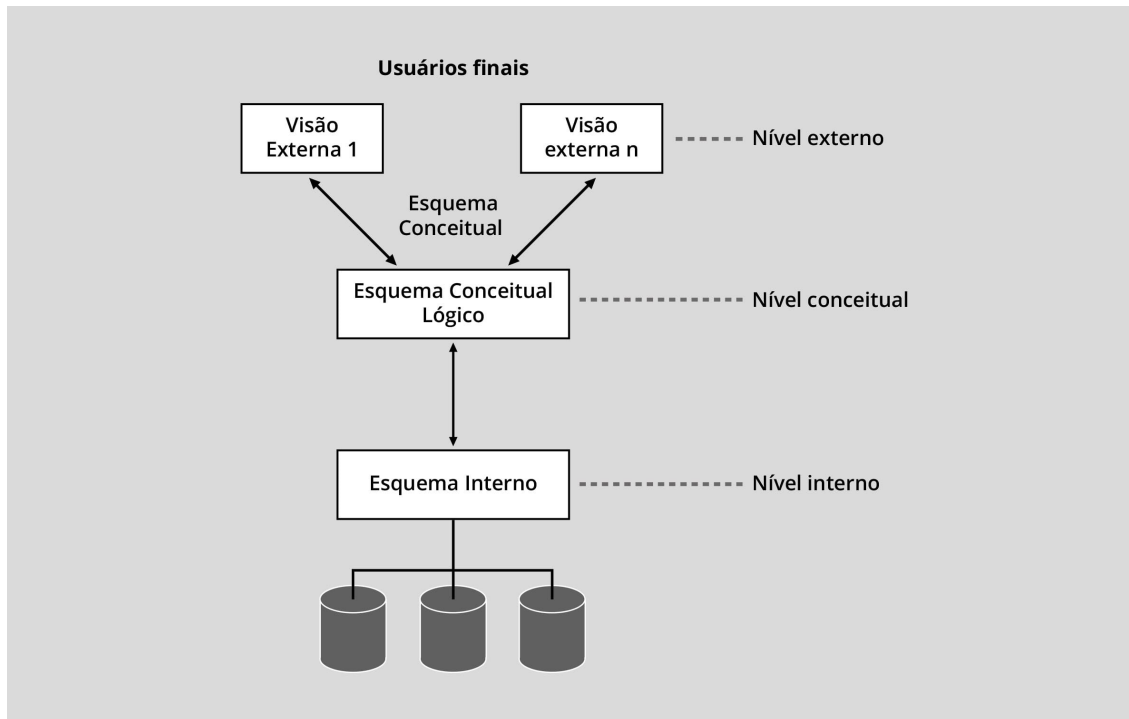 Usuários finais
Visão
Externa 1
Visão
externa n
Nível externo
Esquema
Conceitual
Esquema Conceitual
Lógico
Nível conceitual
Esquema Interno
Nível interno